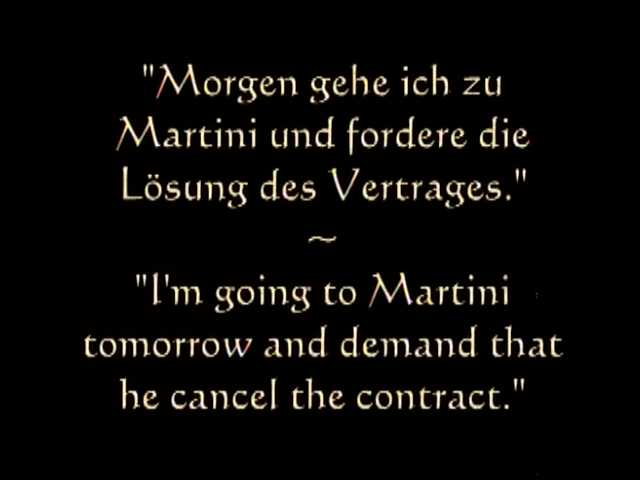 "Morgen gehe ich zu
Martini und fordere die
Lösung des Vertrages."
~
"I'm going to Martini
tomorrow and demand that
he cancel the contract."